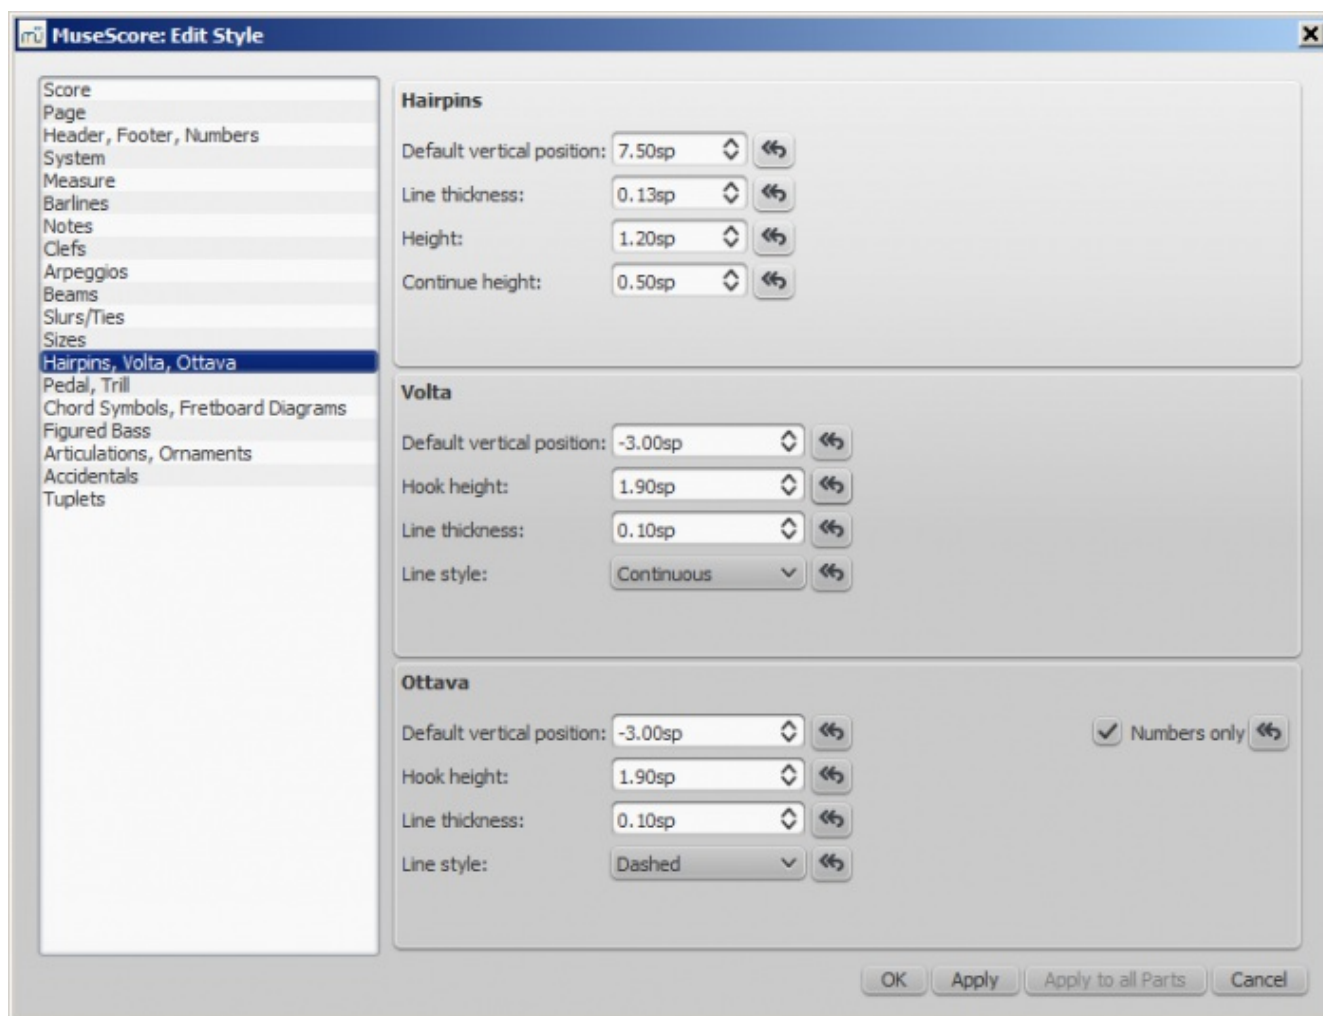 mü MuseScore: Edit Style
Score
Page
Header, Footer, Numbers
System
Measure
Barlines
Notes
Clefs
Arpeggios
Beams
Slurs/Ties
Sizes
Hairpins, Volta, Ottava
Pedal, Trill
Chord Symbols, Fretboard Diagrams
Figured Bass
Articulations, Ornaments
Accidentals
Tuplets
Hairpins
Default vertical position: 7.50sp
Line thickness: 0.13sp
Height: 1.20sp
Continue height: 0.50sp
Volta
Default vertical position: -3.00sp
Hook height: 1.90sp
Line thickness: 0.10sp
Line style: Continuous
Ottava
Default vertical position: -3.00sp Numbers only
Hook height: 1.90sp
Line thickness: 0.10sp
Line style: Dashed
OK Apply Apply to all Parts Cancel